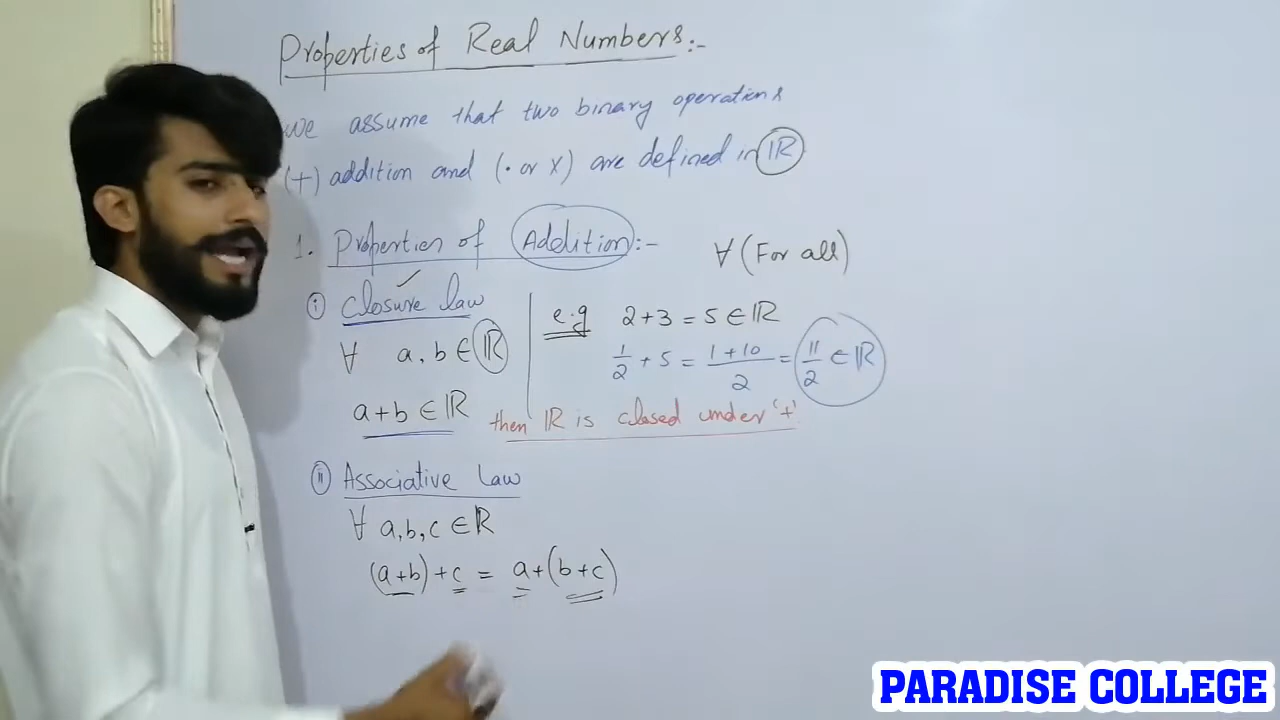 Properties of Real Numbers:-
we assume that two binary operations
(+) addition and (· or X) are defined in ℝ
1. Properties of Addition:-
∀ (For all)
(i) closure law
∀ a, b ∈ ℝ
a+b ∈ ℝ
e.g 2+3 = 5 ∈ ℝ
1/2 + 5 = 1+10/2 = 11/2 ∈ ℝ
then ℝ is closed under '+'
(ii) Associative law
∀ a, b, c ∈ ℝ
(a+b)+c = a+(b+c)
PARADISE COLLEGE